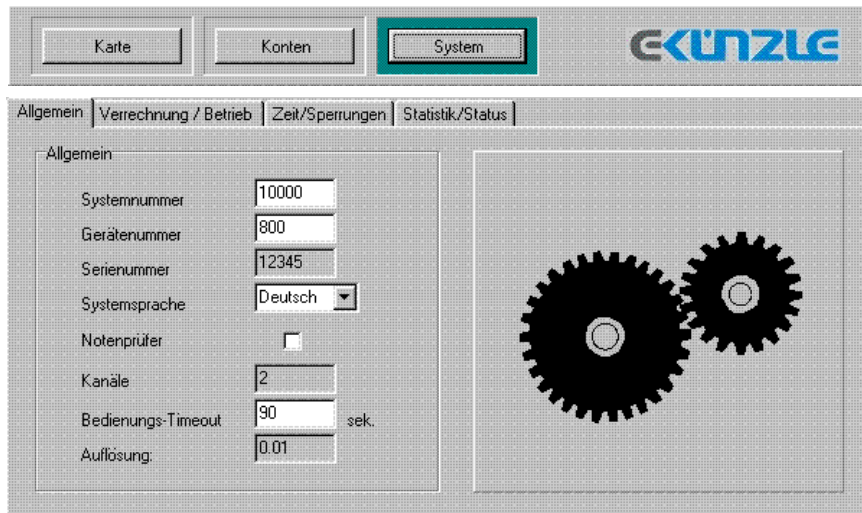 Karte
Konten
System
E-KÜNZLE
Allgemein
Verrechnung / Betrieb
Zeit/Sperrungen
Statistik/Status
Allgemein
Systemnummer 10000
Gerätenummer 800
Serienummer 12345
Systemsprache Deutsch
Notenprüfer
Kanäle 2
Bedienungs-Timeout 90 sek.
Auflösung: 0.01